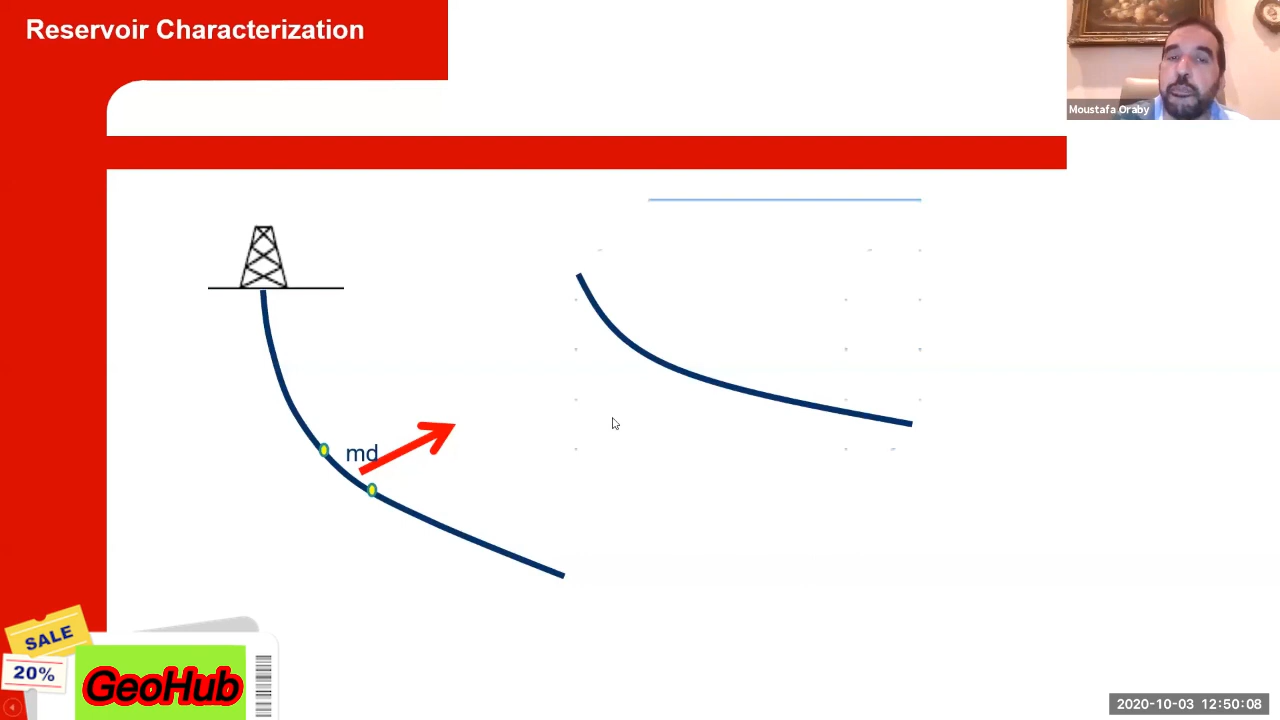 Reservoir Characterization
Moustafa Oraby
md
SALE
20%
GeoHub
2020-10-03 12:50:08